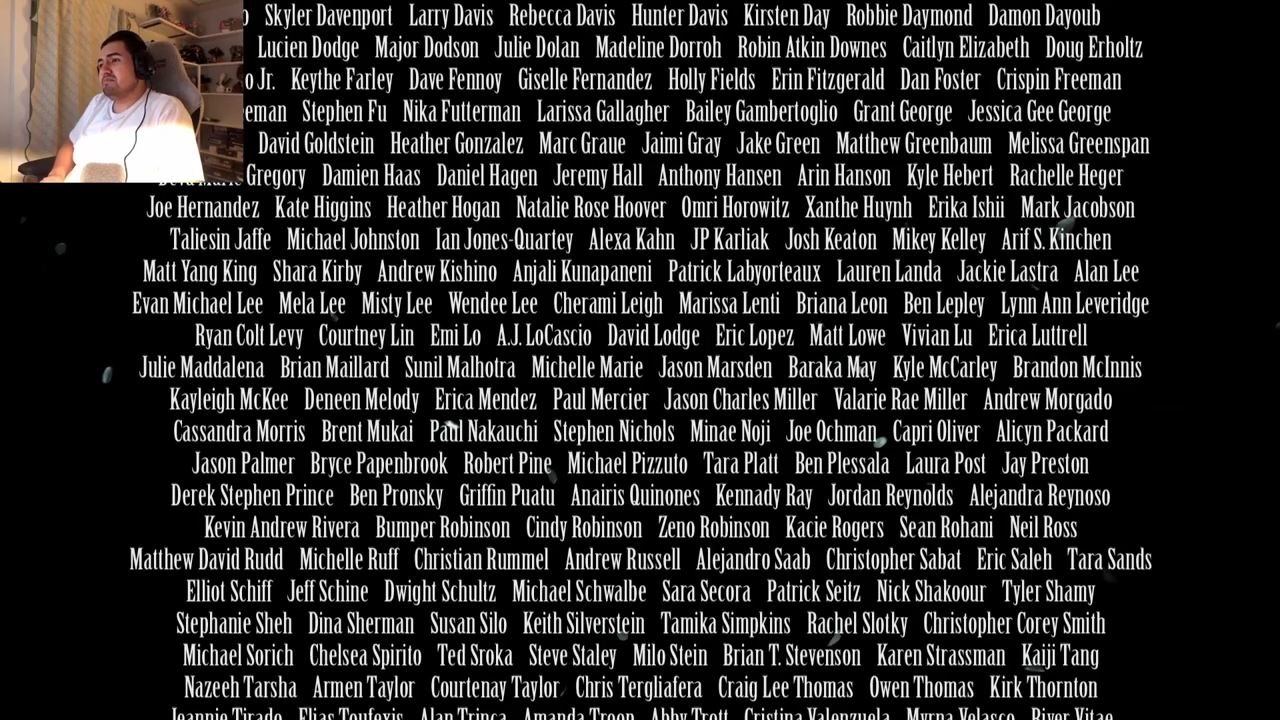 Skyler Davenport Larry Davis Rebecca Davis Hunter Davis Kirsten Day Robbie Daymond Damon Dayoub
Lucien Dodge Major Dodson Julie Dolan Madeline Dorroh Robin Atkin Downes Caitlyn Elizabeth Doug Erholtz
o Jr. Keythe Farley Dave Fennoy Giselle Fernandez Holly Fields Erin Fitzgerald Dan Foster Crispin Freeman
eman Stephen Fu Nika Futterman Larissa Gallagher Bailey Gambertoglio Grant George Jessica Gee George
David Goldstein Heather Gonzalez Marc Graue Jaimi Gray Jake Green Matthew Greenbaum Melissa Greenspan
Gregory Damien Haas Daniel Hagen Jeremy Hall Anthony Hansen Arin Hanson Kyle Hebert Rachelle Heger
Joe Hernandez Kate Higgins Heather Hogan Natalie Rose Hoover Omri Horowitz Xanthe Huynh Erika Ishii Mark Jacobson
Taliesin Jaffe Michael Johnston Ian Jones-Quartey Alexa Kahn JP Karliak Josh Keaton Mikey Kelley Arif S. Kinchen
Matt Yang King Shara Kirby Andrew Kishino Anjali Kunapaneni Patrick Labyorteaux Lauren Landa Jackie Lastra Alan Lee
Evan Michael Lee Mela Lee Misty Lee Wendee Lee Cherami Leigh Marissa Lenti Briana Leon Ben Lepley Lynn Ann Leveridge
Ryan Colt Levy Courtney Lin Emi Lo A.J. LoCascio David Lodge Eric Lopez Matt Lowe Vivian Lu Erica Luttrell
Julie Maddalena Brian Maillard Sunil Malhotra Michelle Marie Jason Marsden Baraka May Kyle McCarley Brandon McInnis
Kayleigh McKee Deneen Melody Erica Mendez Paul Mercier Jason Charles Miller Valarie Rae Miller Andrew Morgado
Cassandra Morris Brent Mukai Paul Nakauchi Stephen Nichols Minae Noji Joe Ochman Capri Oliver Alicyn Packard
Jason Palmer Bryce Papenbrook Robert Pine Michael Pizzuto Tara Platt Ben Plessala Laura Post Jay Preston
Derek Stephen Prince Ben Pronsky Griffin Puatu Anairis Quinones Kennady Ray Jordan Reynolds Alejandra Reynoso
Kevin Andrew Rivera Bumper Robinson Cindy Robinson Zeno Robinson Kacie Rogers Sean Rohani Neil Ross
Matthew David Rudd Michelle Ruff Christian Rummel Andrew Russell Alejandro Saab Christopher Sabat Eric Saleh Tara Sands
Elliot Schiff Jeff Schine Dwight Schultz Michael Schwalbe Sara Secora Patrick Seitz Nick Shakoour Tyler Shamy
Stephanie Sheh Dina Sherman Susan Silo Keith Silverstein Tamika Simpkins Rachel Slotky Christopher Corey Smith
Michael Sorich Chelsea Spirito Ted Sroka Steve Staley Milo Stein Brian T. Stevenson Karen Strassman Kaiji Tang
Nazeeh Tarsha Armen Taylor Courtenay Taylor Chris Tergliafera Craig Lee Thomas Owen Thomas Kirk Thornton
Jeannie Tirado Elias Toufexis Alan Trinca Amanda Troop Abby Trott Cristina Valenzuela Myrna Velasco River Vitae